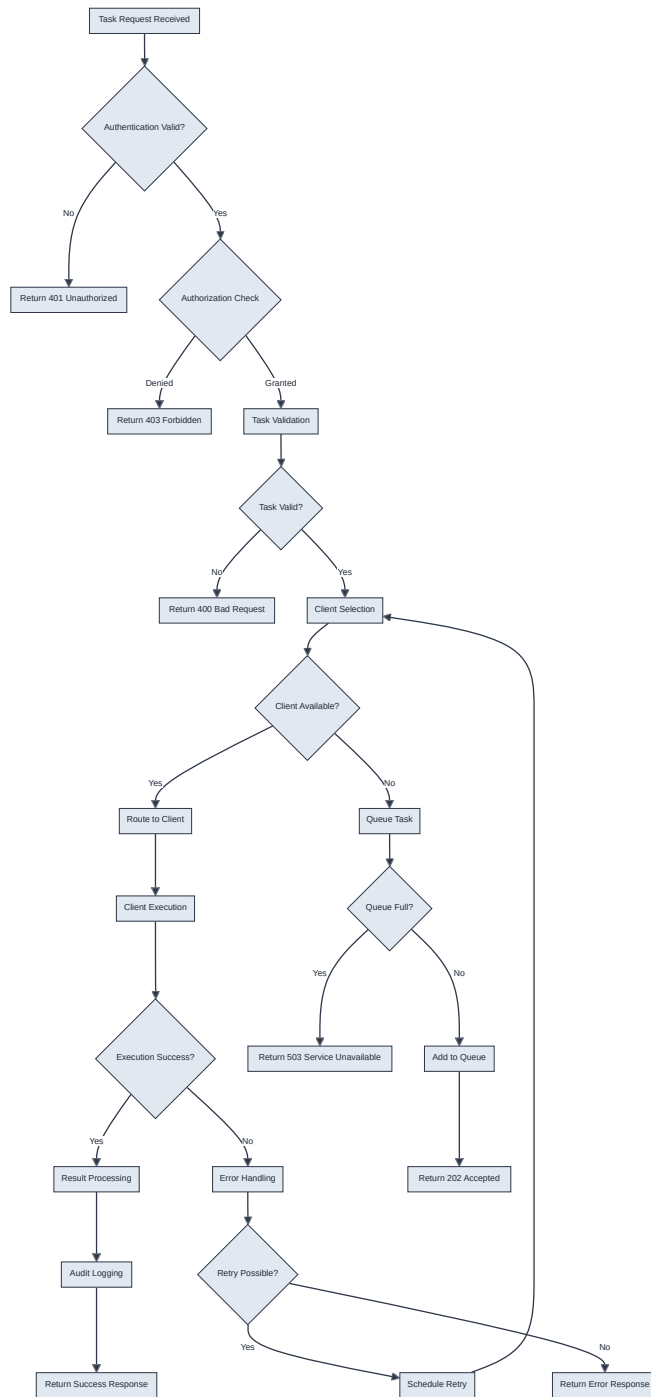 Task Request Received
Authentication Valid?
No
Yes
Return 401 Unauthorized
Authorization Check
Denied
Granted
Return 403 Forbidden
Task Validation
Task Valid?
No
Yes
Return 400 Bad Request
Client Selection
Client Available?
Yes
No
Route to Client
Queue Task
Client Execution
Queue Full?
Yes
No
Execution Success?
Return 503 Service Unavailable
Add to Queue
Yes
No
Result Processing
Error Handling
Return 202 Accepted
Audit Logging
Retry Possible?
Yes
No
Return Success Response
Schedule Retry
Return Error Response